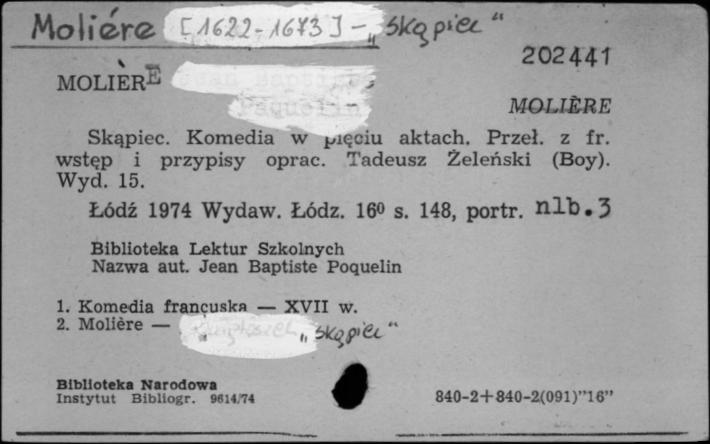 Moliére [1622-1673] – „Skąpiec“
202441
MOLIÈRE
MOLIÈRE
Skąpiec. Komedia w pięciu aktach. Przeł. z fr.
wstęp i przypisy oprac. Tadeusz Żeleński (Boy).
Wyd. 15.
Łódź 1974 Wydaw. Łódz. 16⁰ s. 148, portr. nlb.3
Biblioteka Lektur Szkolnych
Nazwa aut. Jean Baptiste Poquelin
1. Komedia francuska — XVII w.
2. Molière — „Skąpiec“
Biblioteka Narodowa
Instytut Bibliogr. 9614/74
840-2+840-2(091)”16”